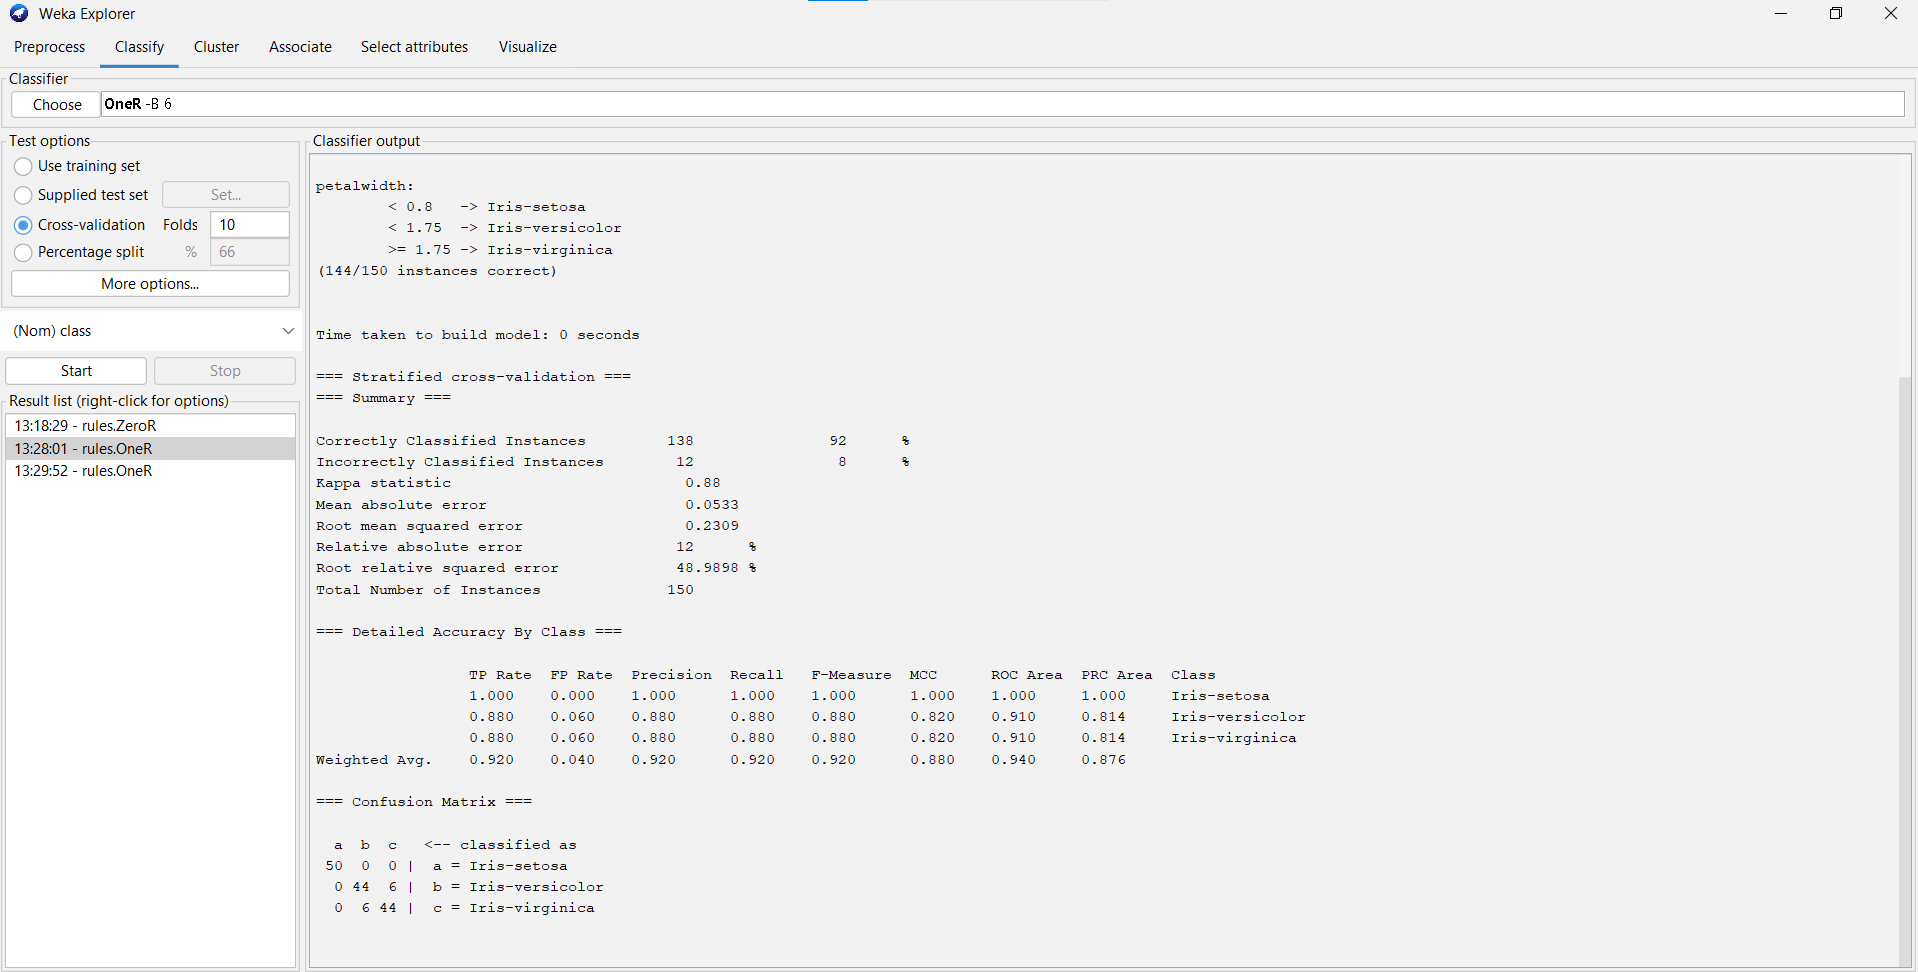 Weka Explorer
Preprocess Classify Cluster Associate Select attributes Visualize
Classifier
Choose OneR -B 6
Test options
Use training set
Supplied test set Set...
Cross-validation Folds 10
Percentage split % 66
More options...
(Nom) class
Start Stop
Result list (right-click for options)
13:18:29 - rules.ZeroR
13:28:01 - rules.OneR
13:29:52 - rules.OneR
Classifier output
petalwidth:
< 0.8 -> Iris-setosa
< 1.75 -> Iris-versicolor
>= 1.75 -> Iris-virginica
(144/150 instances correct)
Time taken to build model: 0 seconds
=== Stratified cross-validation ===
=== Summary ===
Correctly Classified Instances 138 92 %
Incorrectly Classified Instances 12 8 %
Kappa statistic 0.88
Mean absolute error 0.0533
Root mean squared error 0.2309
Relative absolute error 12 %
Root relative squared error 48.9898 %
Total Number of Instances 150
=== Detailed Accuracy By Class ===
TP Rate FP Rate Precision Recall F-Measure MCC ROC Area PRC Area Class
1.000 0.000 1.000 1.000 1.000 1.000 1.000 1.000 Iris-setosa
0.880 0.060 0.880 0.880 0.880 0.820 0.910 0.814 Iris-versicolor
0.880 0.060 0.880 0.880 0.880 0.820 0.910 0.814 Iris-virginica
Weighted Avg. 0.920 0.040 0.920 0.920 0.920 0.880 0.940 0.876
=== Confusion Matrix ===
a b c <-- classified as
50 0 0 | a = Iris-setosa
0 44 6 | b = Iris-versicolor
0 6 44 | c = Iris-virginica